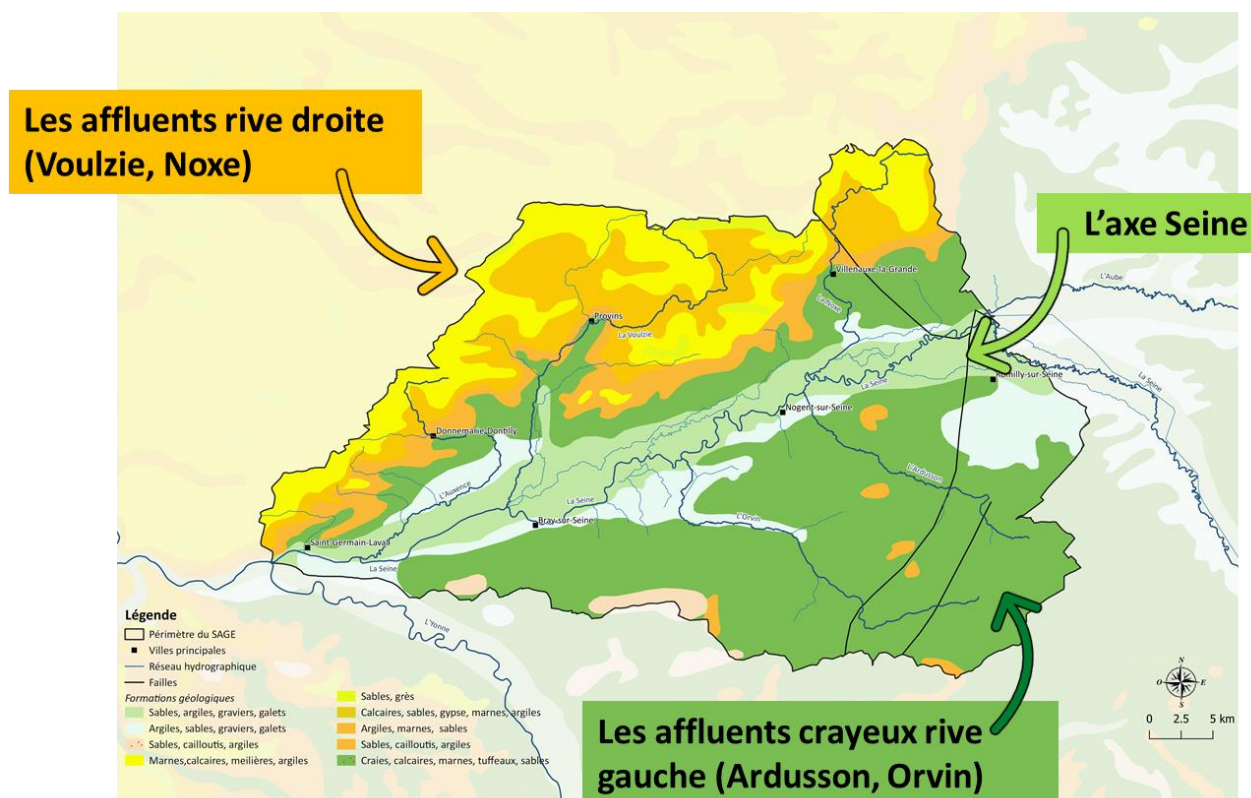 Les affluents rive droite
(Voulzie, Noxe)
L'axe Seine
Villenauxe-la-Grande
L'Aube
La Noxe
Provins
La Voulzie
La Seine
Romilly-sur-Seine
La Seine
Nogent-sur-Seine
Donnemarie-Dontilly
L'Ardusson
L'Auxence
La Seine
L'Orvin
Bray-sur-Seine
Saint-Germain-Laval
La Seine
L'Yonne
Légende
Périmètre du SAGE
Villes principales
Réseau hydrographique
Failles
Formations géologiques
Sables, argiles, graviers, galets
Argiles, sables, graviers, galets
Sables, cailloutis, argiles
Marnes,calcaires, meilières, argiles
Sables, grès
Calcaires, sables, gypse, marnes, argiles
Argiles, marnes, sables
Sables, cailloutis, argiles
Craies, calcaires, marnes, tuffeaux, sables
Les affluents crayeux rive
gauche (Ardusson, Orvin)
N
O E
S
0 2.5 5 km